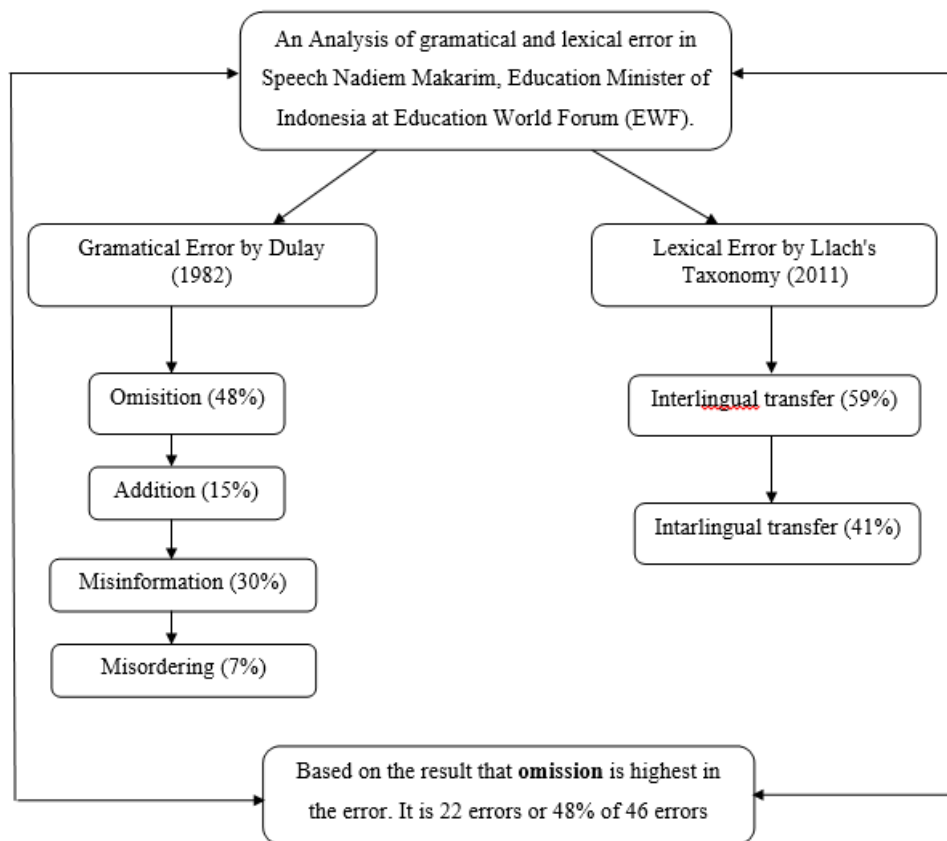 An Analysis of gramatical and lexical error in
Speech Nadiem Makarim, Education Minister of
Indonesia at Education World Forum (EWF).
Gramatical Error by Dulay
(1982)
Lexical Error by Llach's
Taxonomy (2011)
Omisition (48%)
Addition (15%)
Misinformation (30%)
Misordering (7%)
Interlingual transfer (59%)
Intarlingual transfer (41%)
Based on the result that omission is highest in
the error. It is 22 errors or 48% of 46 errors